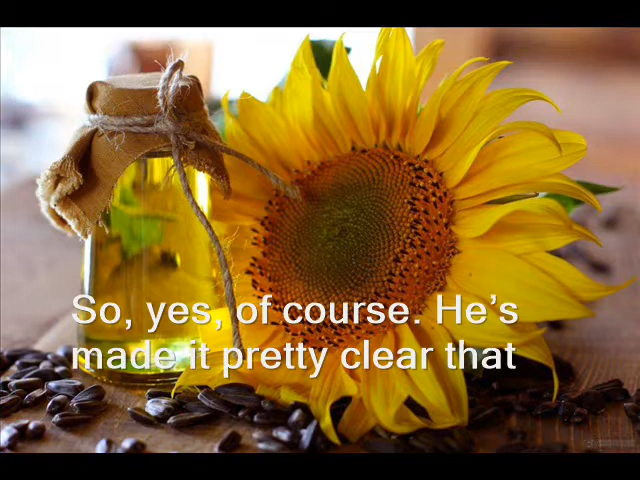 So, yes, of course. He’s
made it pretty clear that